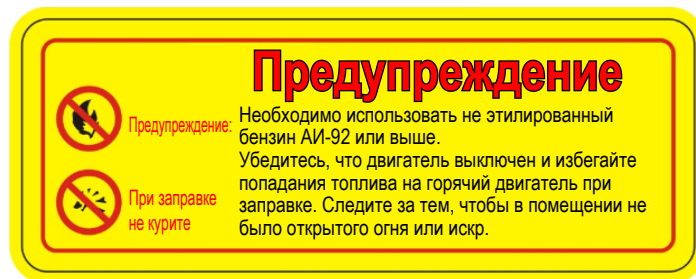 Предупреждение
Предупреждение:
При заправке
не курите
Необходимо использовать не этилированный
бензин АИ-92 или выше.
Убедитесь, что двигатель выключен и избегайте
попадания топлива на горячий двигатель при
заправке. Следите за тем, чтобы в помещении не
было открытого огня или искр.